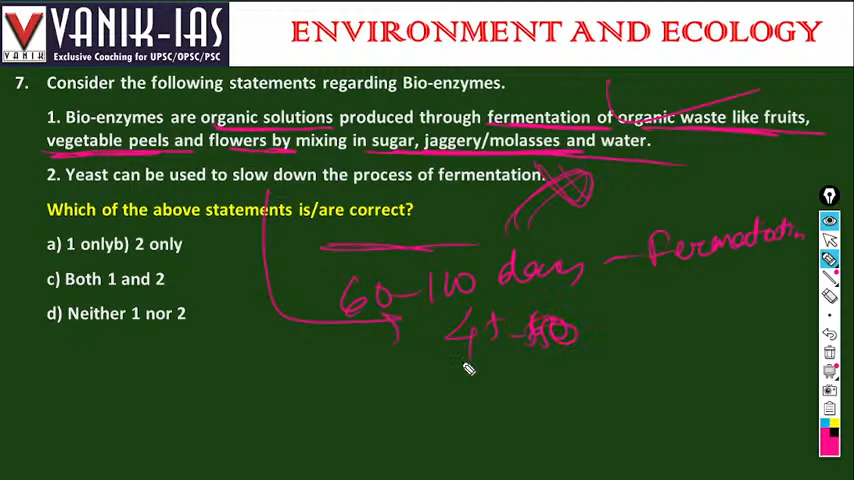 VANIK-IAS
VANIK
Exclusive Coaching for UPSC/OPSC/PSC
ENVIRONMENT AND ECOLOGY
7. Consider the following statements regarding Bio-enzymes.
1. Bio-enzymes are organic solutions produced through fermentation of organic waste like fruits,
vegetable peels and flowers by mixing in sugar, jaggery/molasses and water.
2. Yeast can be used to slow down the process of fermentation.
Which of the above statements is/are correct?
a) 1 onlyb) 2 only
c) Both 1 and 2
d) Neither 1 nor 2
60-110 days